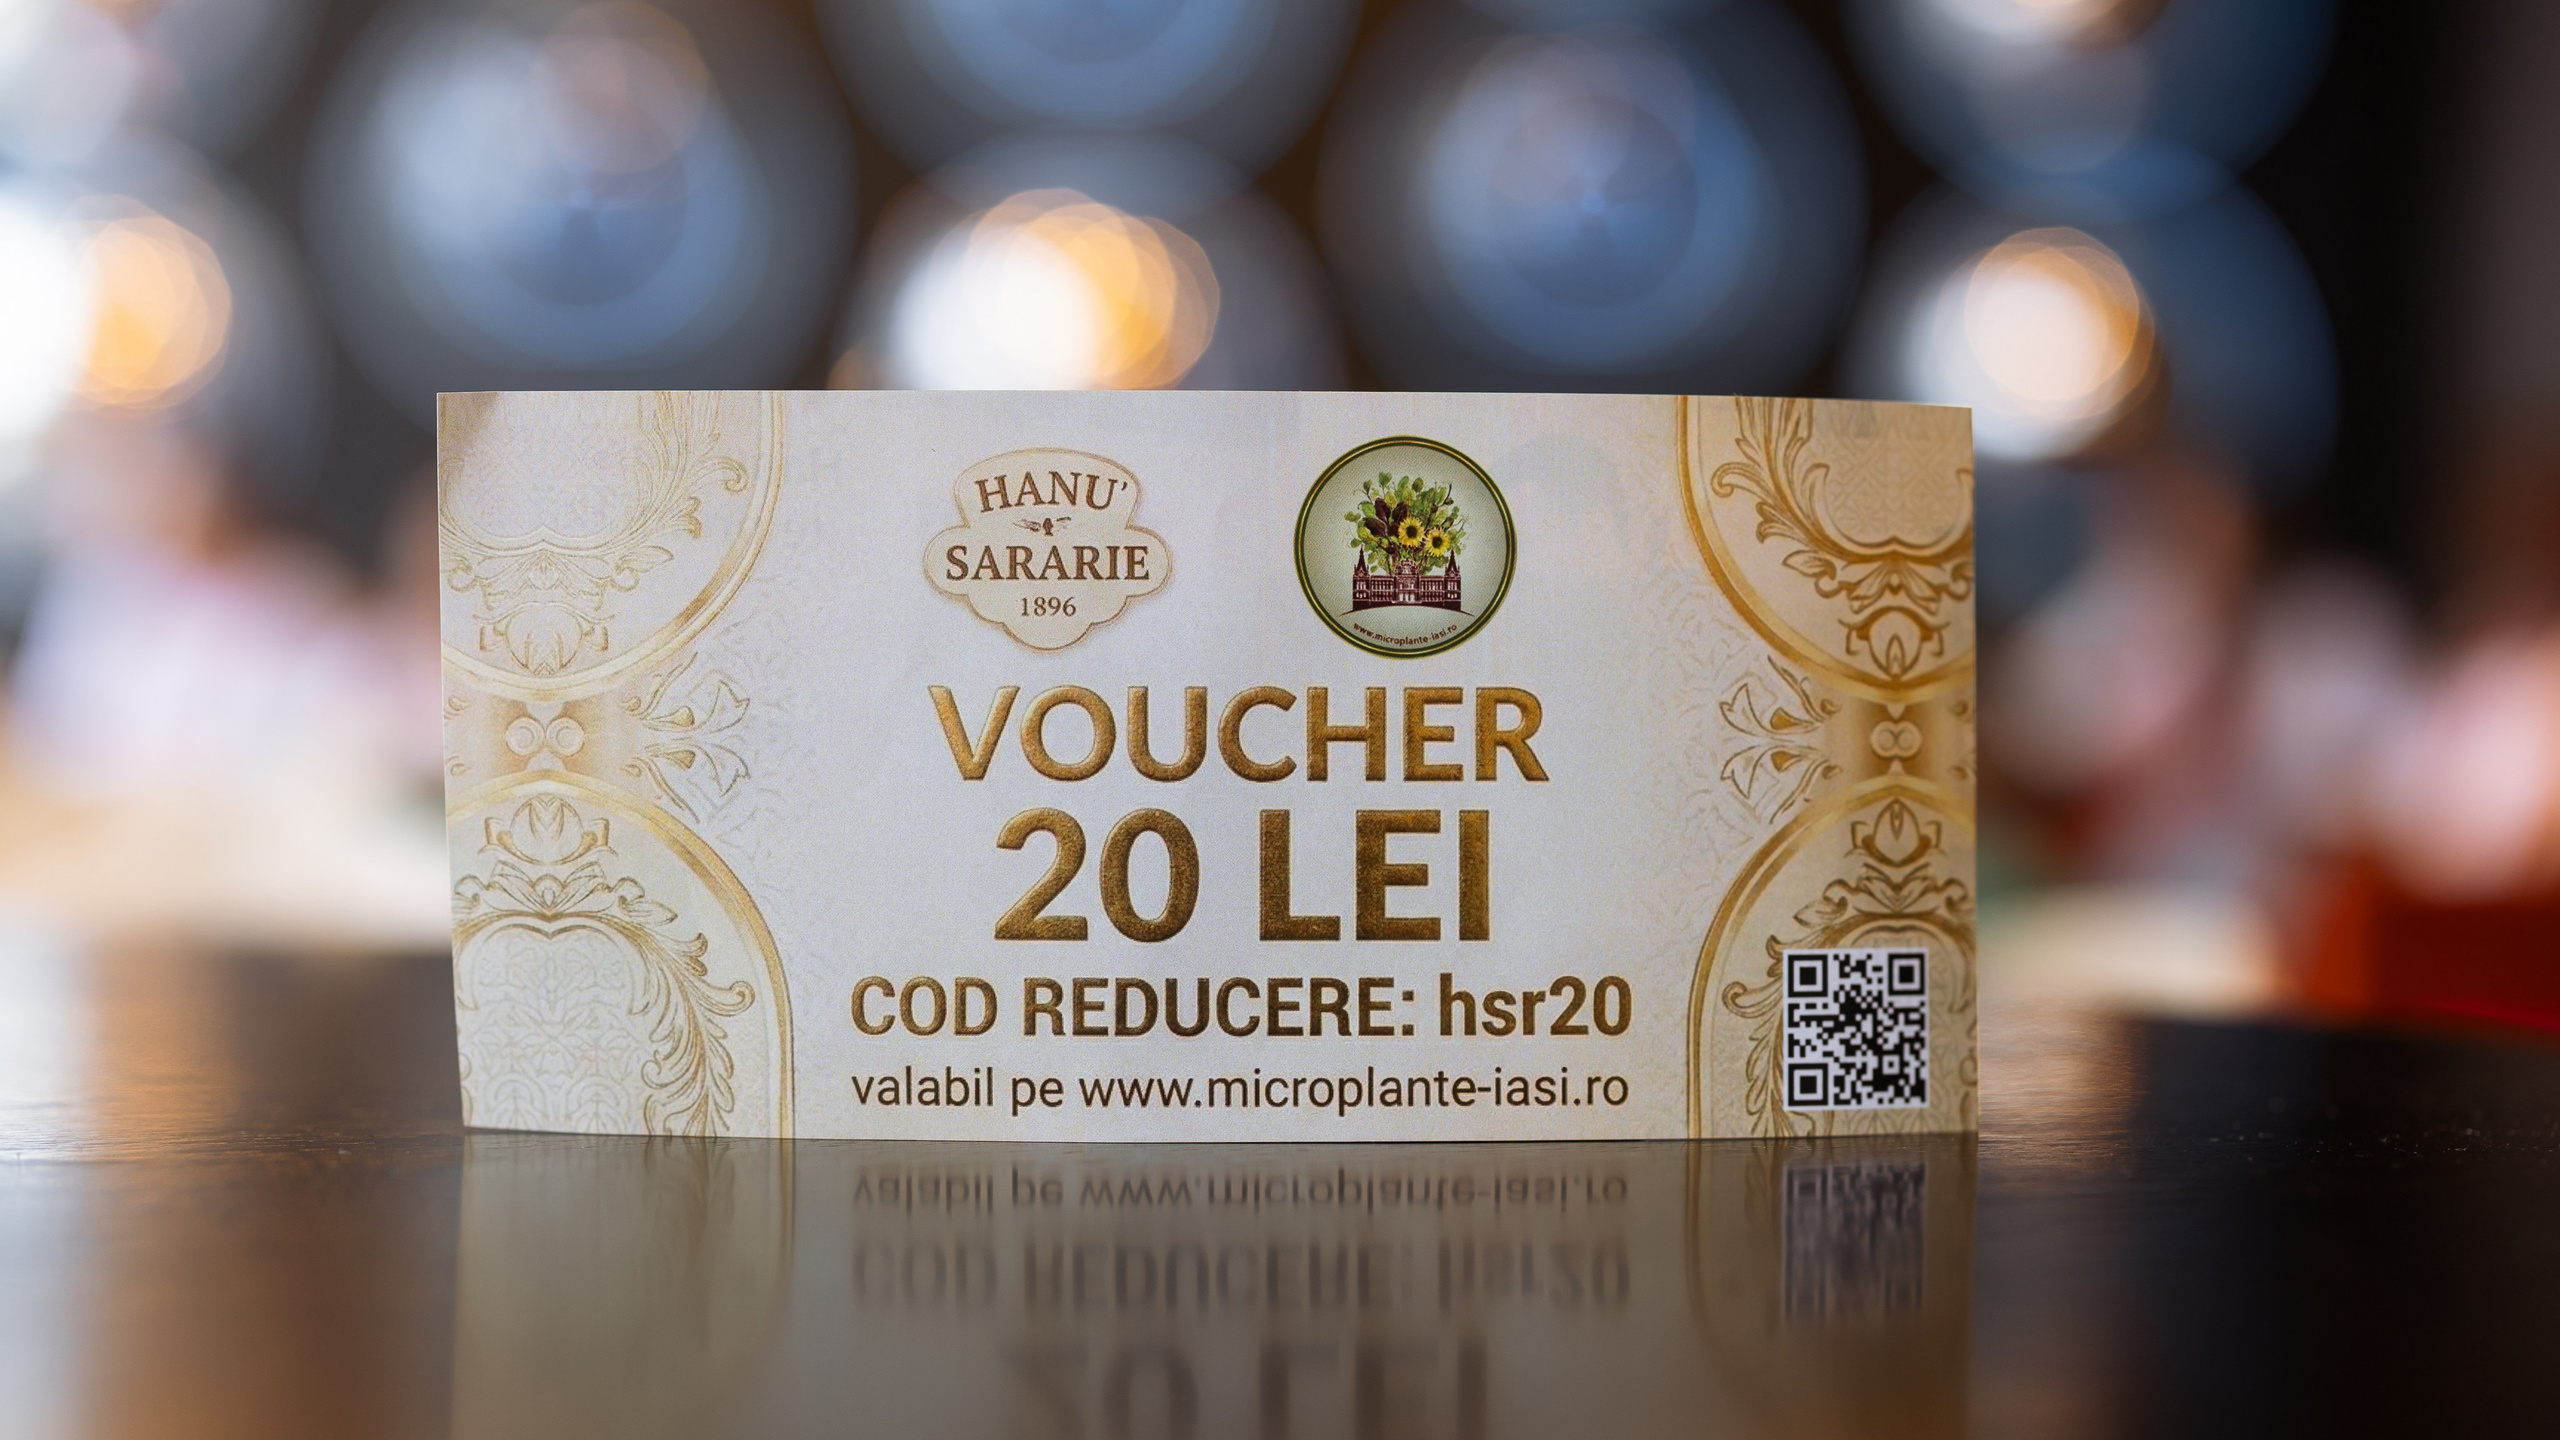 HANU'
SARARIE
1896
www.microplante-iasi.ro
VOUCHER
20 LEI
COD REDUCERE: hsr20
valabil pe www.microplante-iasi.ro